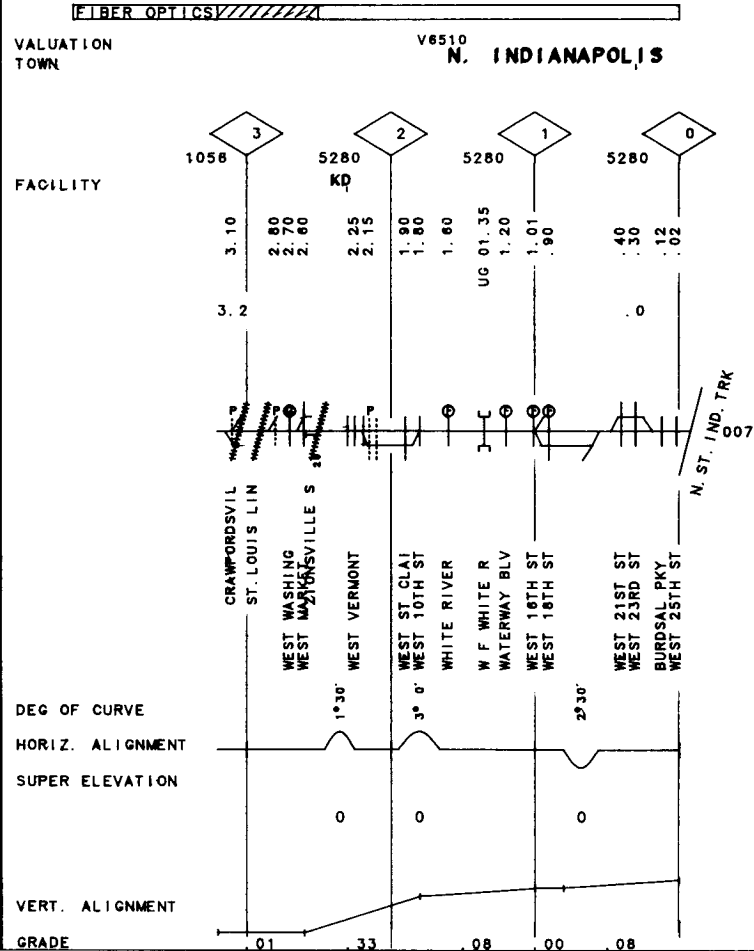 FIBER OPTICS
VALUATION V6510
TOWN N. INDIANAPOLIS
3 2 1 0
1056 5280 5280 5280
FACILITY KD
3.10 2.80 2.70 2.60 2.25 2.15 1.90 1.80 1.60 UG 01.35 1.20 1.01 .90 .40 .30 .12 .02
3.2 .0
P P P F F P F
N. ST. IND. TRK
007
CRAWFORDSVIL
ST. LOUIS LIN
WEST WASHING
WEST MARKET
ZIONSVILLE S
WEST VERMONT
WEST ST CLAI
WEST 10TH ST
WHITE RIVER
W F WHITE R
WATERWAY BLV
WEST 16TH ST
WEST 18TH ST
WEST 21ST ST
WEST 23RD ST
BURDSAL PKY
WEST 25TH ST
DEG OF CURVE 1°30' 3° 0' 2°30'
HORIZ. ALIGNMENT
SUPER ELEVATION
0 0 0
VERT. ALIGNMENT
GRADE .01 .33 .08 .00 .08